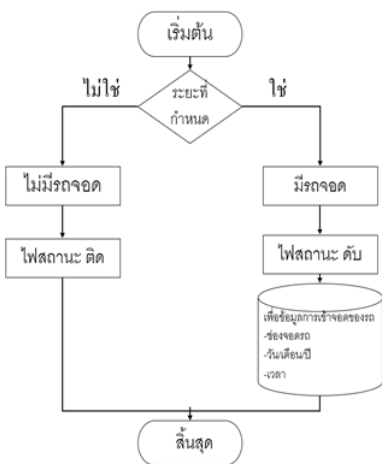 เริ่มต้น
ไม่ใช่
ระยะที่
กำหนด
ใช่
ไม่มีรถจอด
มีรถจอด
ไฟสถานะ ติด
ไฟสถานะ ดับ
เพื่อข้อมูลการเข้าจอดของรถ
-ช่องจอดรถ
-วัน/เดือน/ปี
-เวลา
สิ้นสุด